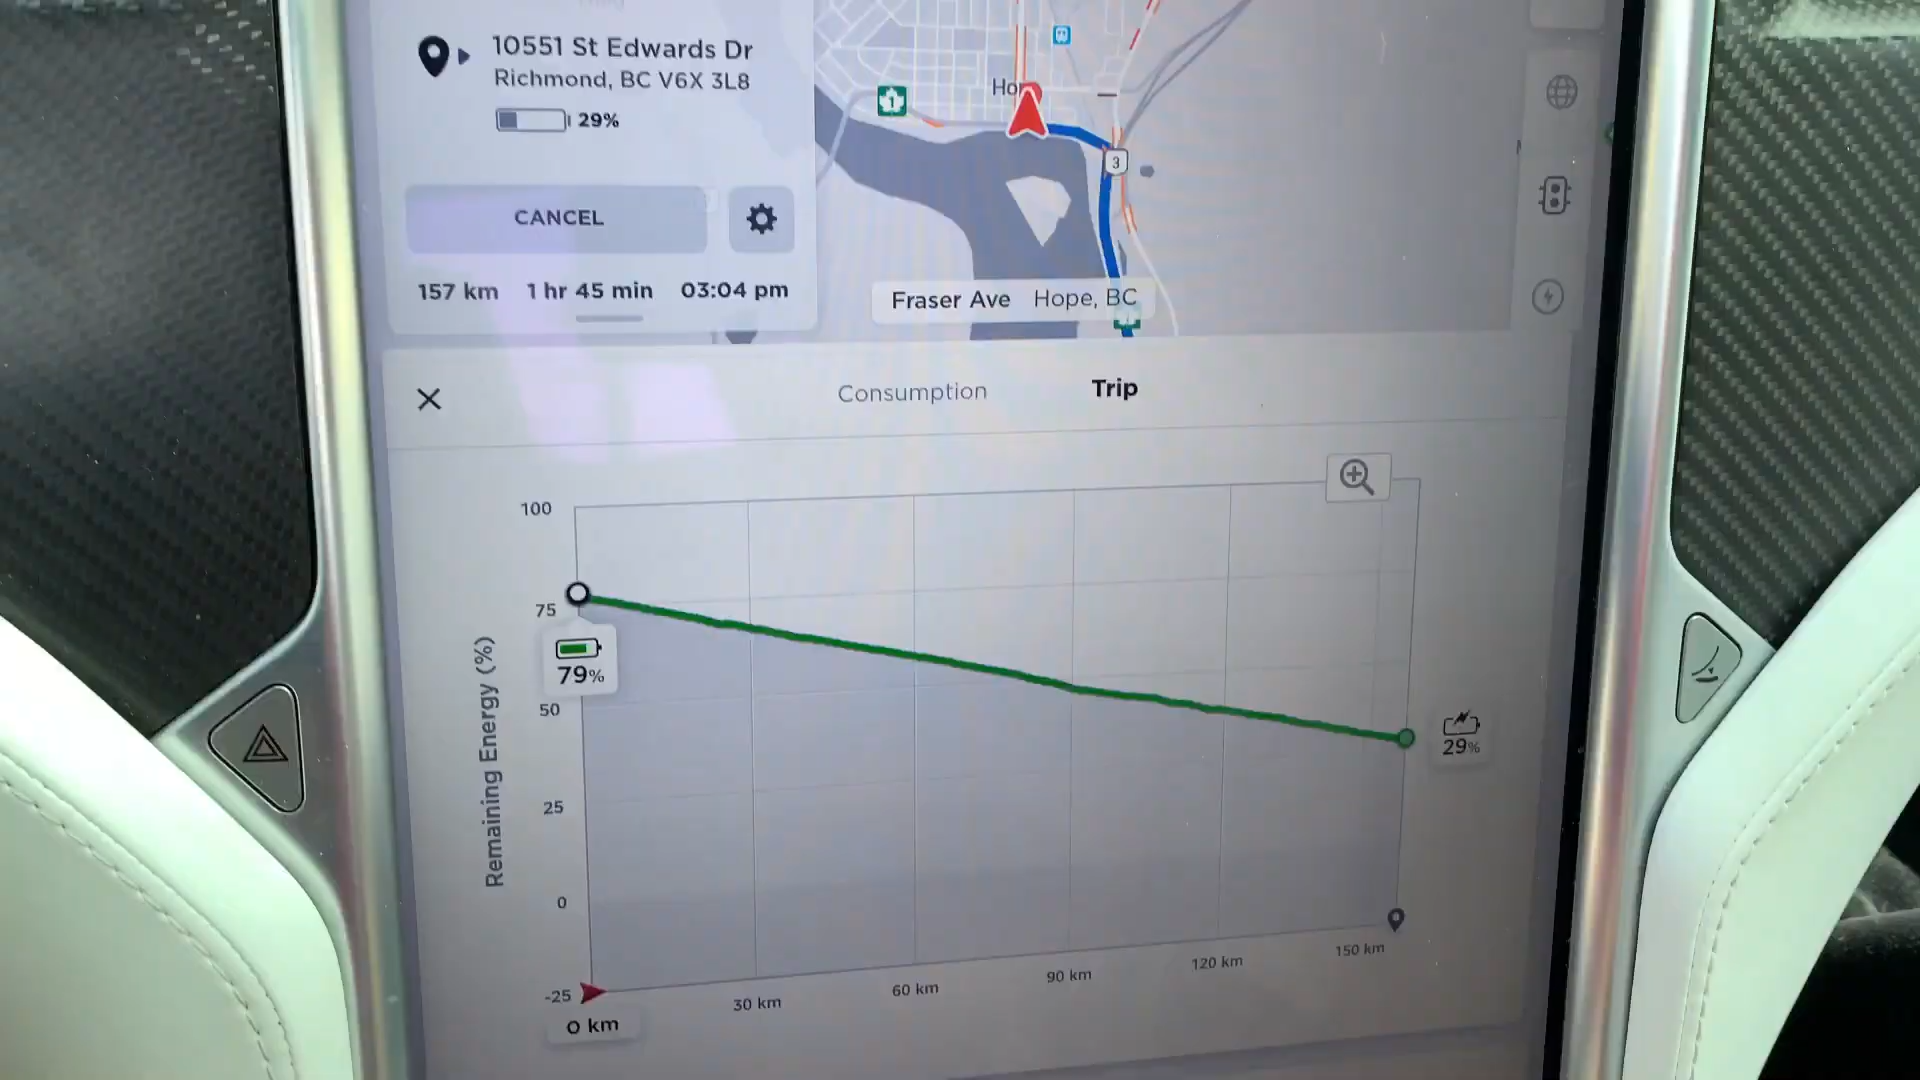 10551 St Edwards Dr
Richmond, BC V6X 3L8
29%
CANCEL
157 km 1 hr 45 min 03:04 pm
1
3
Fraser Ave Hope, BC
Consumption Trip
100
75
50
25
0
-25
Remaining Energy (%)
79%
29%
30 km
60 km
90 km
120 km
150 km
0 km